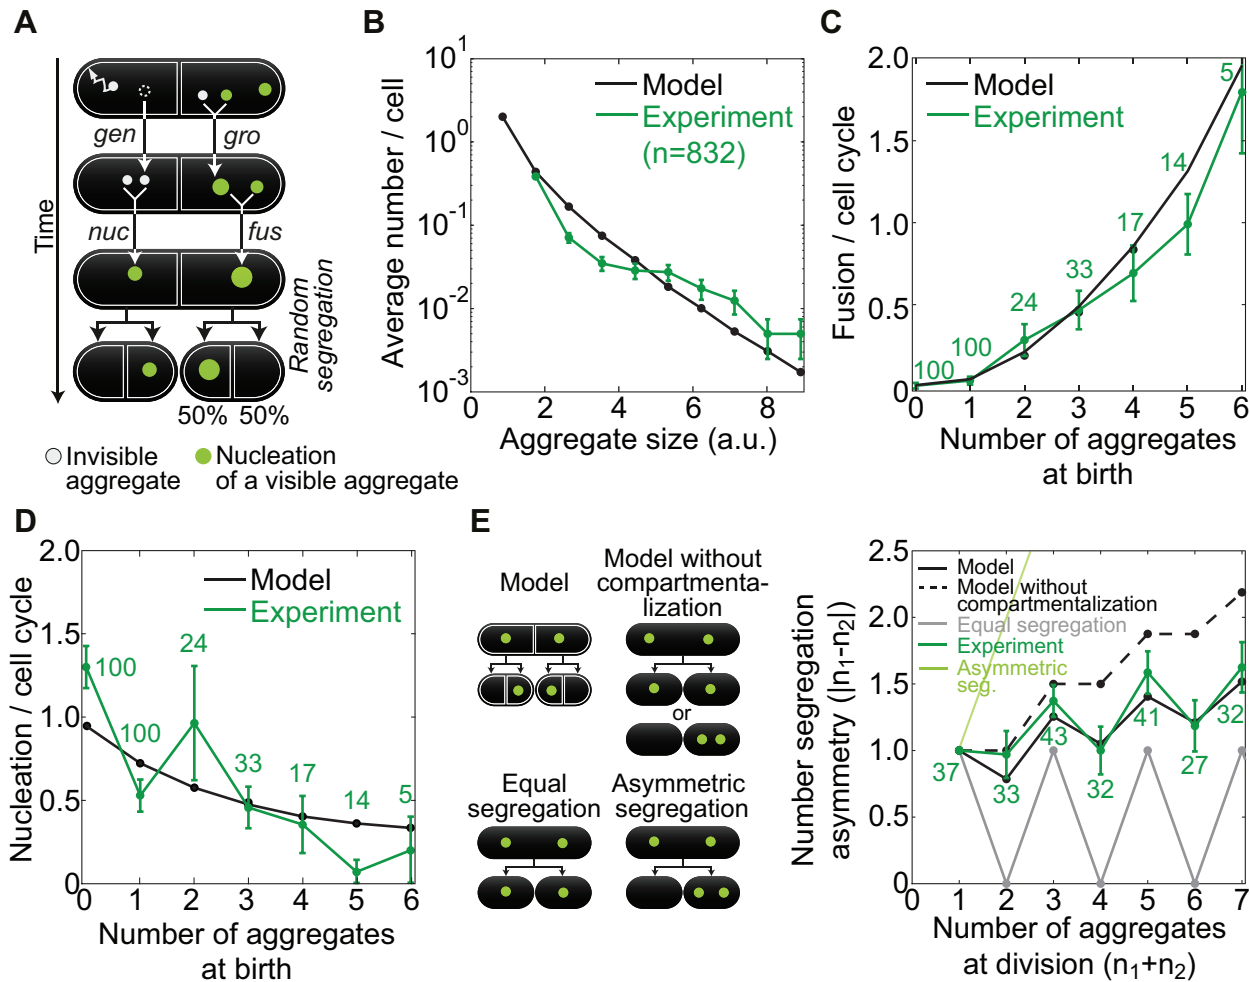 A
Time
gen
gro
nuc
fus
Random
segregation
50% 50%
Invisible
aggregate
Nucleation
of a visible aggregate
B
Average number / cell
10^1
10^0
10^-1
10^-2
10^-3
Model
Experiment
(n=832)
0 2 4 6 8
Aggregate size (a.u.)
C
Fusion / cell cycle
2.0
1.5
1.0
0.5
0
Model
Experiment
100
100
24
33
17
14
5
0 1 2 3 4 5 6
Number of aggregates
at birth
D
Nucleation / cell cycle
2.0
1.5
1.0
0.5
0
Model
Experiment
100
100
24
33
17
14
5
0 1 2 3 4 5 6
Number of aggregates
at birth
E
Model
Model without
compartmenta-
lization
or
Equal
segregation
Asymmetric
segregation
Number segregation
asymmetry (|n1-n2|)
2.5
2.0
1.5
1.0
0.5
0
Model
Model without
compartmentalization
Equal segregation
Experiment
Asymmetric
seg.
37
33
43
32
41
27
32
0 1 2 3 4 5 6 7
Number of aggregates
at division (n1+n2)